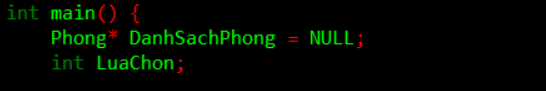 int main() {
    Phong* DanhSachPhong = NULL;
    int LuaChon;